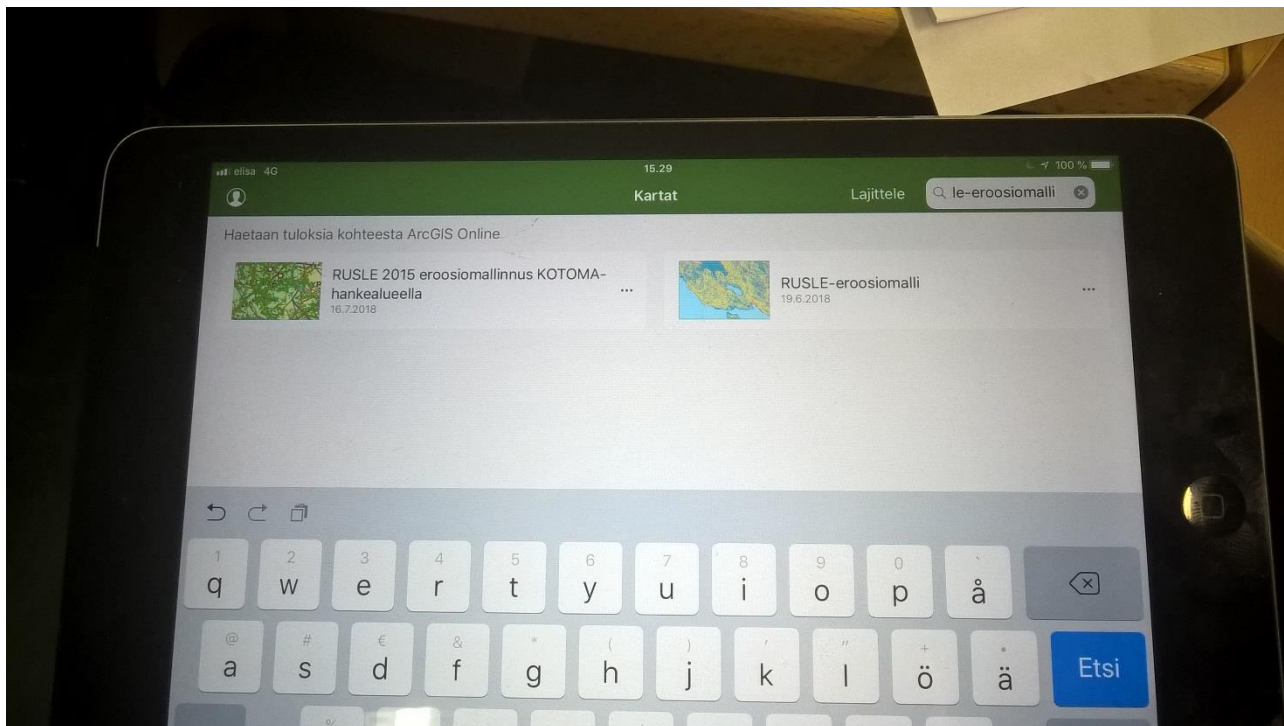 elisa 4G 15.29 100 %
Kartat Lajittele le-eroosiomalli
Haetaan tuloksia kohteesta ArcGIS Online
RUSLE 2015 eroosiomallinnus KOTOMA-
hankealueella
16.7.2018
RUSLE-eroosiomalli
19.6.2018
...
...
1 2 3 4 5 6 7 8 9 0 `
q w e r t y u i o p å
@ # € & * ( ) ' " + •
a s d f g h j k l ö ä Etsi
%